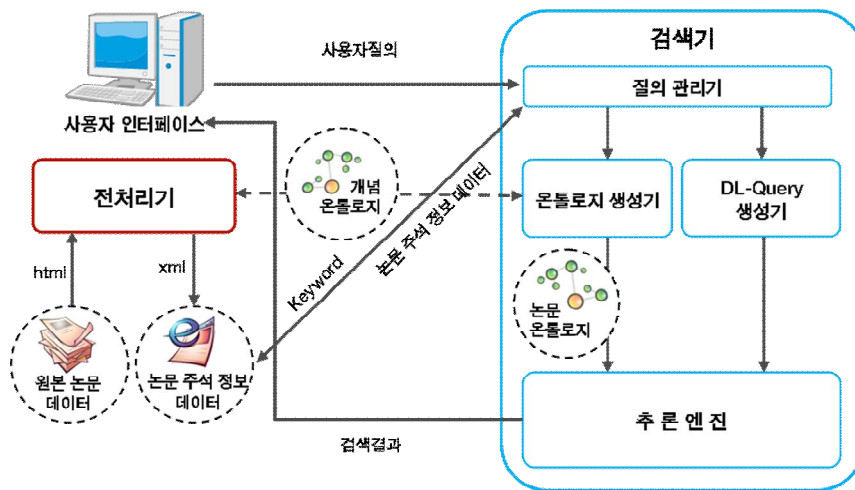 사용자질의
검색기
질의 관리기
사용자 인터페이스
전처리기
개념
온톨로지
논문 주석 정보 데이터
Keyword
온톨로지 생성기
DL-Query
생성기
html
xml
논문
온톨로지
원본 논문
데이터
논문 주석 정보
데이터
추 론 엔 진
검색결과